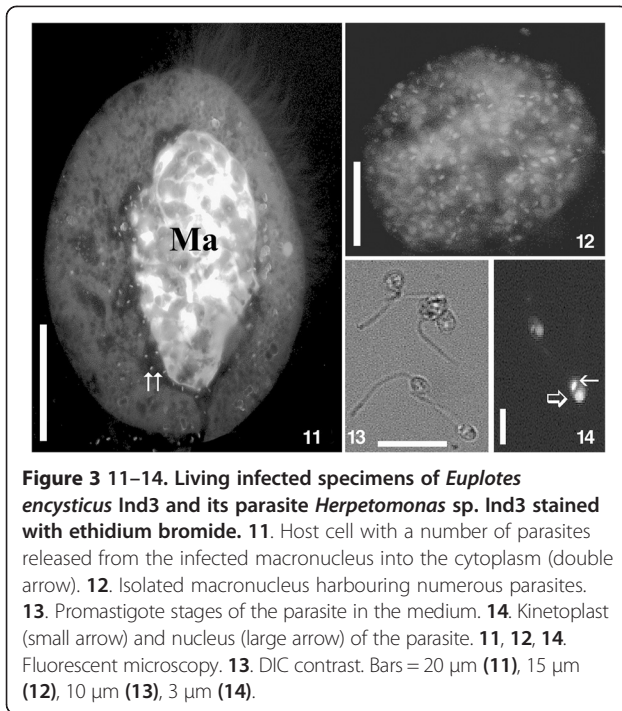 Ma
11
12
13
14
Figure 3 11–14. Living infected specimens of Euplotes
encysticus Ind3 and its parasite Herpetomonas sp. Ind3 stained
with ethidium bromide. 11. Host cell with a number of parasites
released from the infected macronucleus into the cytoplasm (double
arrow). 12. Isolated macronucleus harbouring numerous parasites.
13. Promastigote stages of the parasite in the medium. 14. Kinetoplast
(small arrow) and nucleus (large arrow) of the parasite. 11, 12, 14.
Fluorescent microscopy. 13. DIC contrast. Bars = 20 μm (11), 15 μm
(12), 10 μm (13), 3 μm (14).